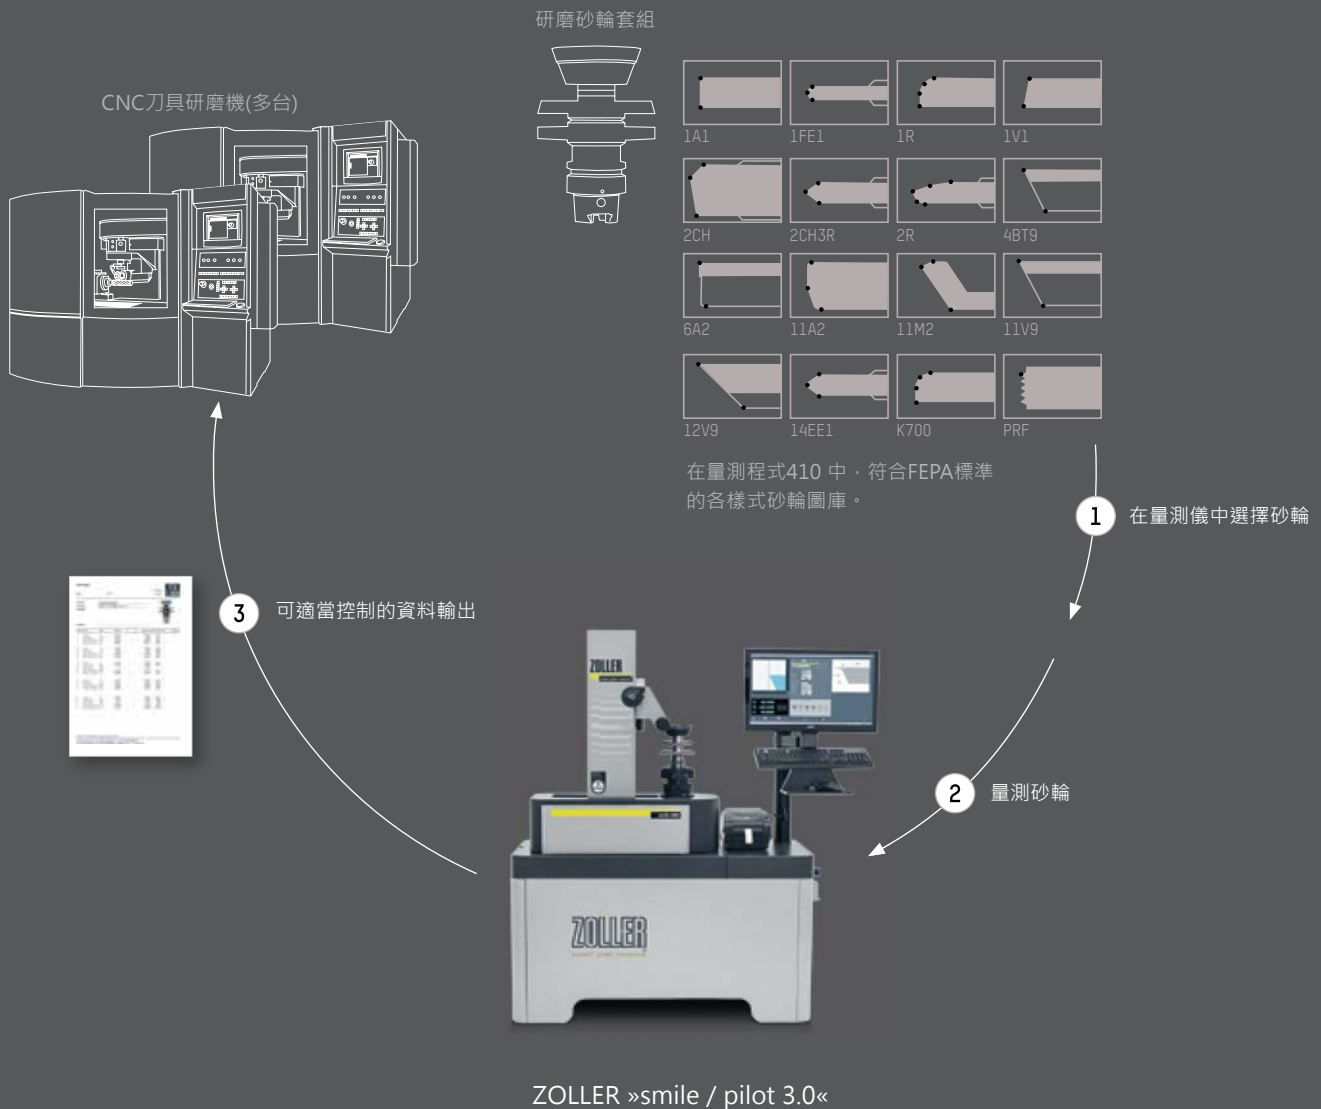 研磨砂輪套組
CNC刀具研磨機(多台)
1A1
1FE1
1R
1V1
2CH
2CH3R
2R
4BT9
6A2
11A2
11M2
11V9
12V9
14EE1
K700
PRF
在量測程式410 中，符合FEPA標準
的各樣式砂輪圖庫。
1 在量測儀中選擇砂輪
3 可適當控制的資料輸出
ZOLLER
2 量測砂輪
ZOLLER
ZOLLER »smile / pilot 3.0«